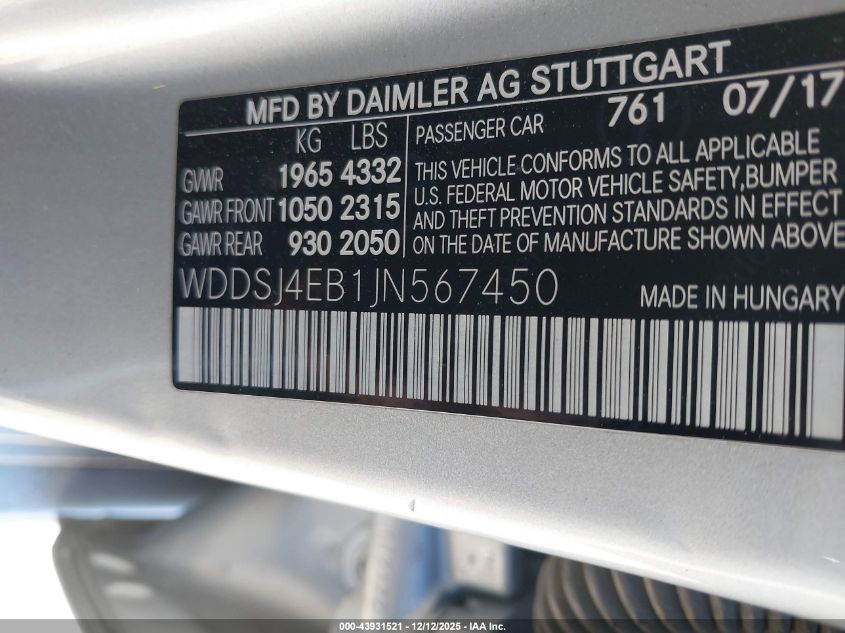 MFD BY DAIMLER AG STUTTGART
761 07/17
KG LBS
GVWR 1965 4332
GAWR FRONT 1050 2315
GAWR REAR 930 2050
PASSENGER CAR
THIS VEHICLE CONFORMS TO ALL APPLICABLE
U.S. FEDERAL MOTOR VEHICLE SAFETY,BUMPER
AND THEFT PREVENTION STANDARDS IN EFFECT
ON THE DATE OF MANUFACTURE SHOWN ABOVE
WDDSJ4EB1JN567450
MADE IN HUNGARY
000-43931521 - 12/12/2025 - © IAA Inc.